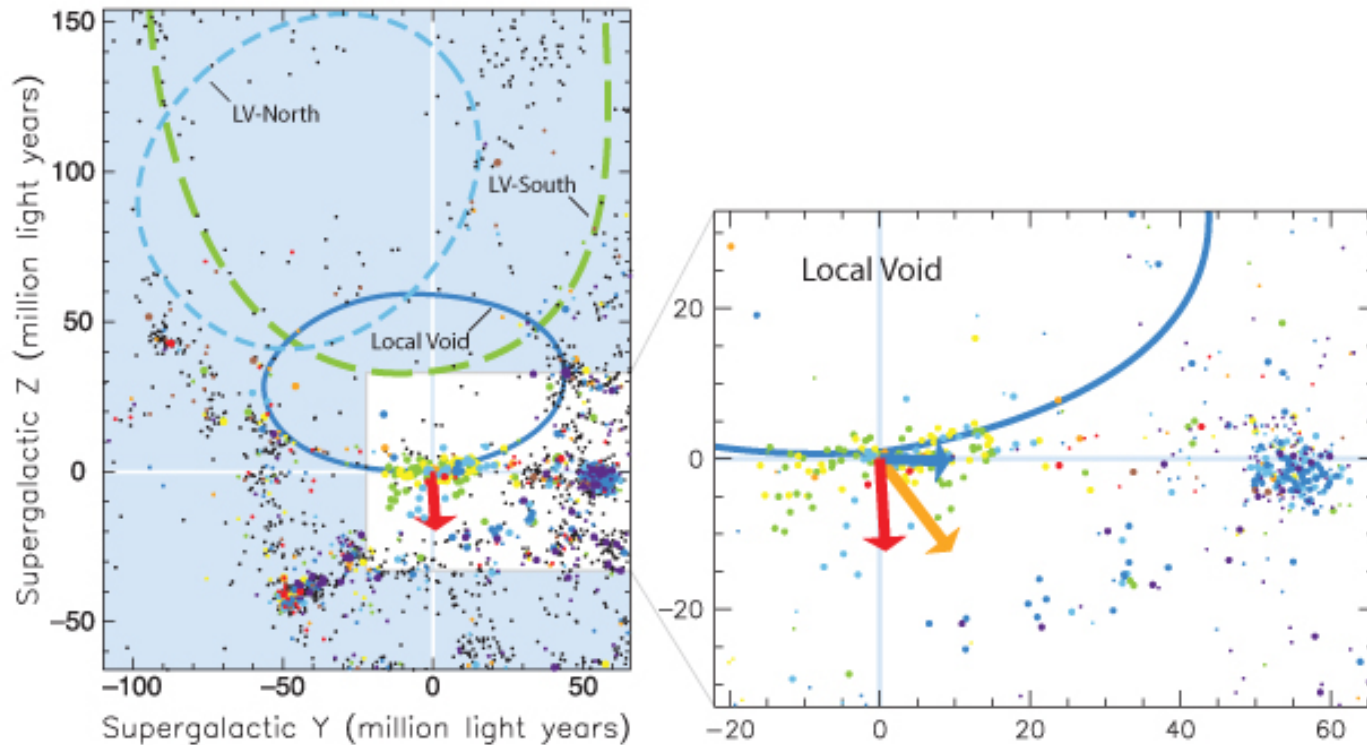 150
100
50
0
−50
Supergalactic Z (million light years)
LV-North
LV-South
Local Void
−100
−50
0
50
Supergalactic Y (million light years)
Local Void
20
0
−20
−20
0
20
40
60